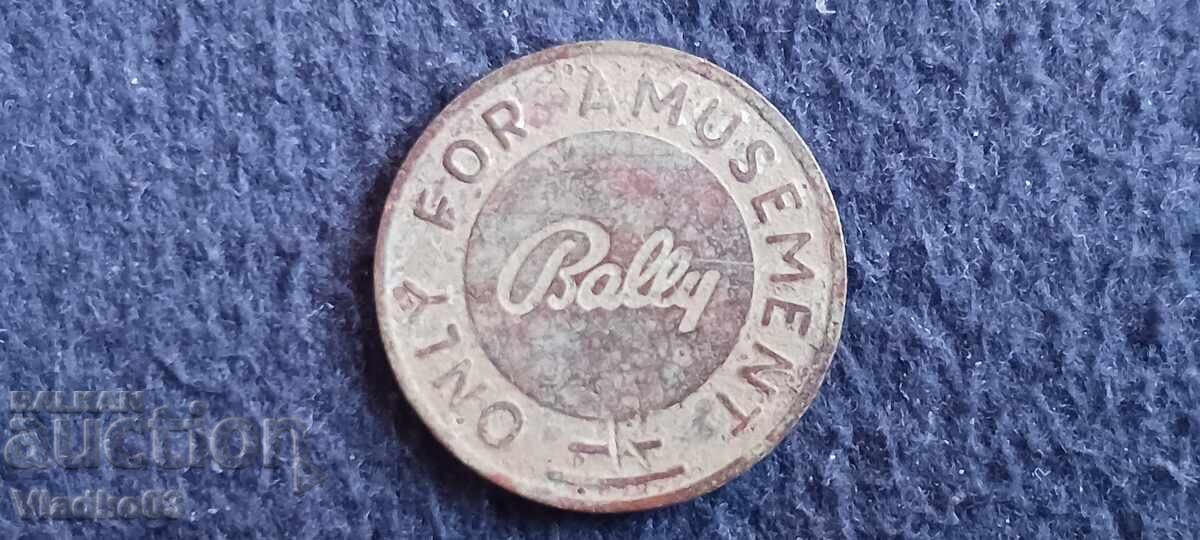 ONLY FOR AMUSEMENT
Bally
BALKAN
auction
Vladko03